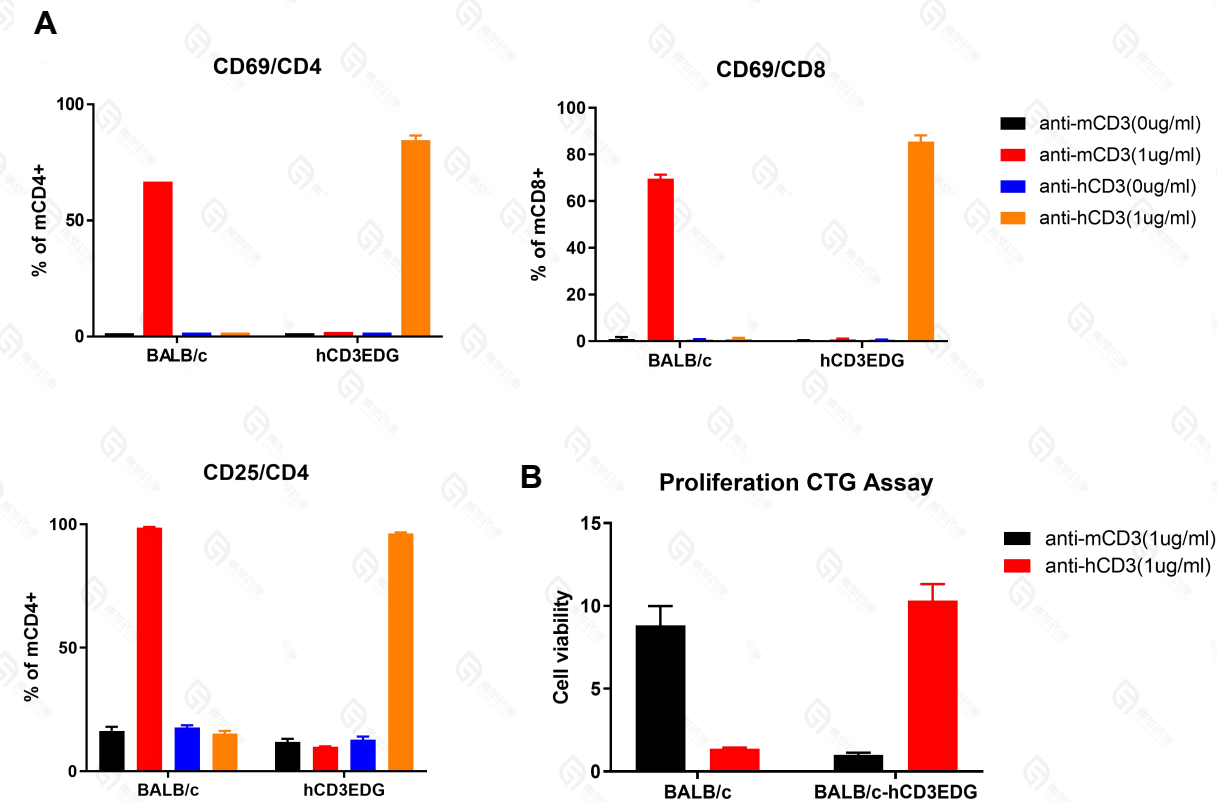 A
CD69/CD4
100
50
0
% of mCD4+
BALB/c
hCD3EDG
CD69/CD8
100
80
60
40
20
0
% of mCD8+
BALB/c
hCD3EDG
anti-mCD3(0ug/ml)
anti-mCD3(1ug/ml)
anti-hCD3(0ug/ml)
anti-hCD3(1ug/ml)
CD25/CD4
100
50
0
% of mCD4+
BALB/c
hCD3EDG
B
Proliferation CTG Assay
15
10
5
0
Cell viability
BALB/c
BALB/c-hCD3EDG
anti-mCD3(1ug/ml)
anti-hCD3(1ug/ml)